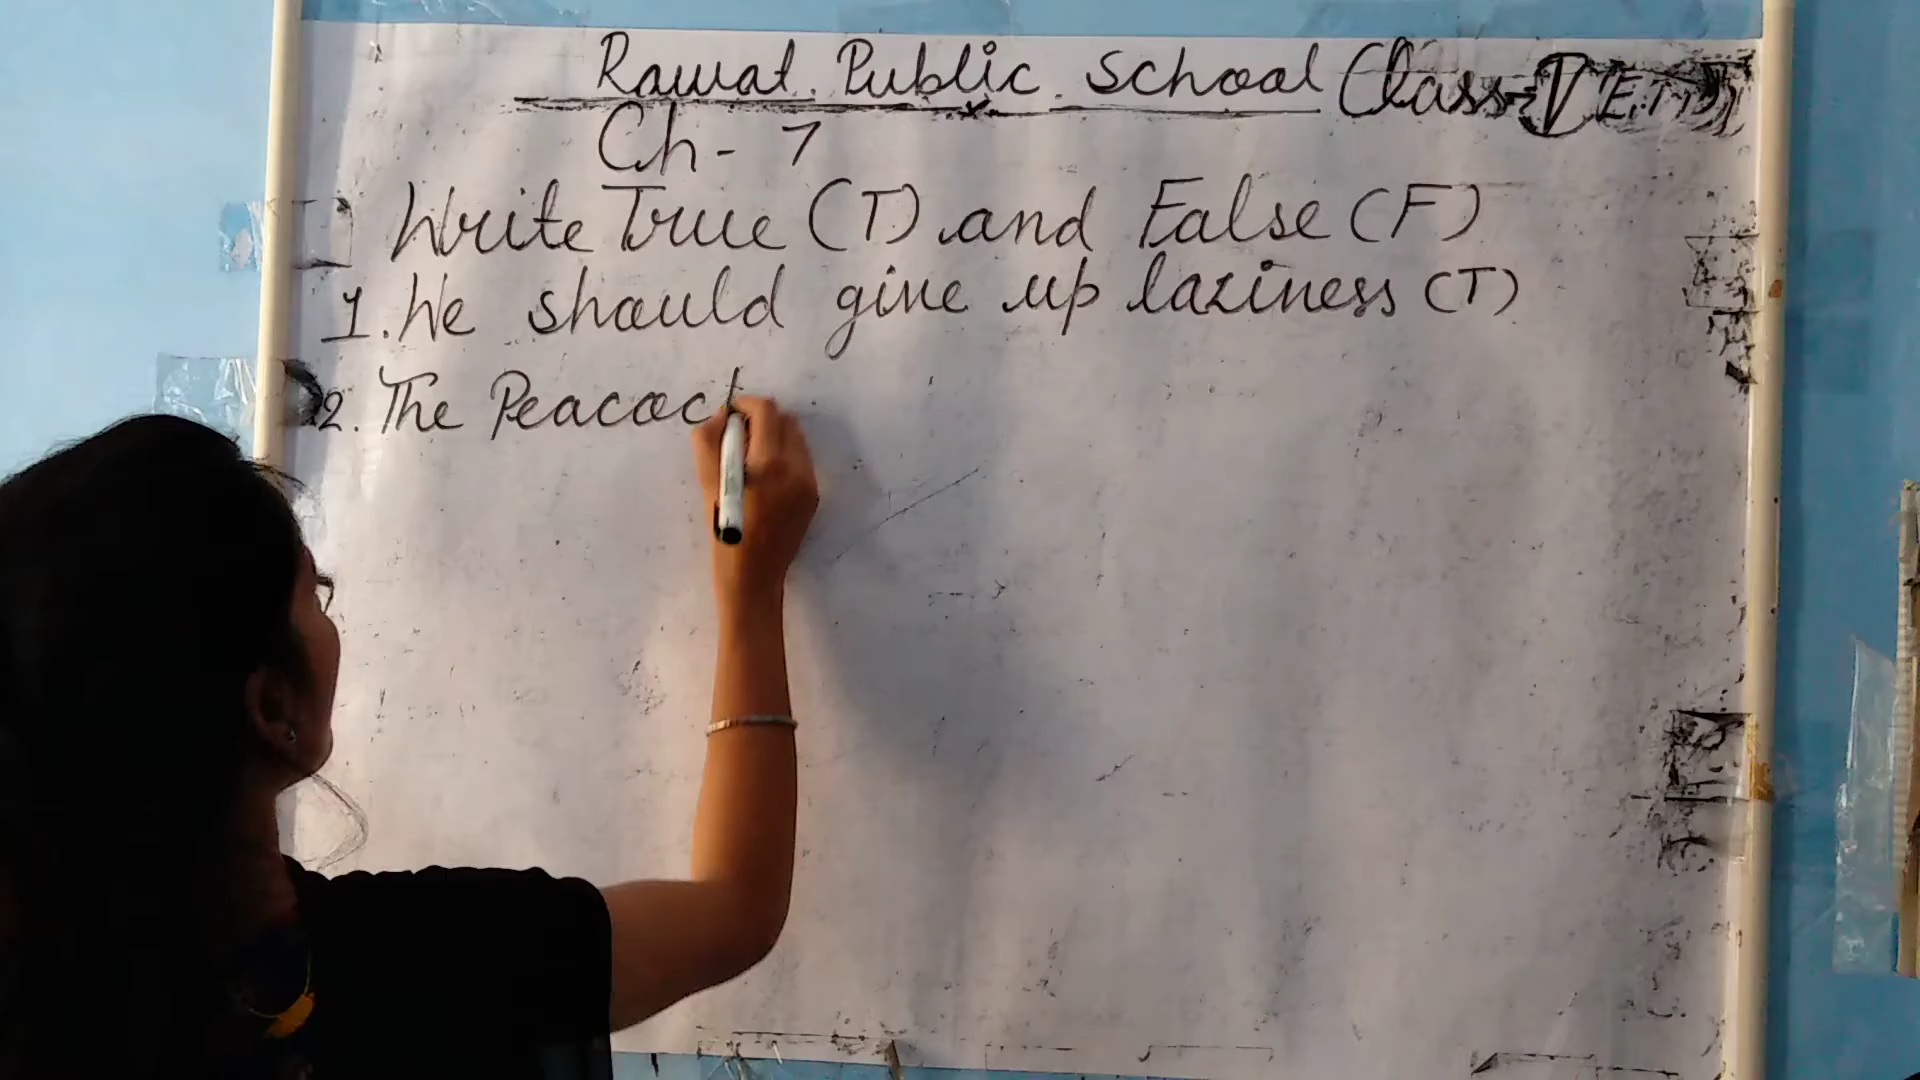 Rawat Public School Class-V
Ch - 7
Write True (T) and False (F)
1. We should give up laziness (T)
2. The Peacock